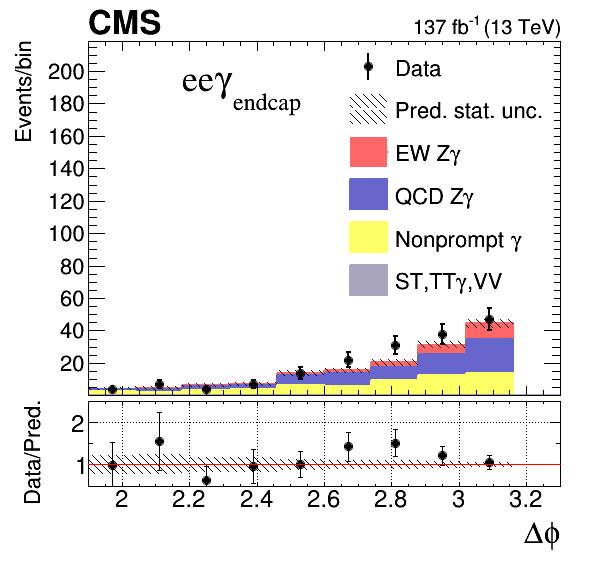 CMS
137 fb⁻¹ (13 TeV)
Events/bin
eeγ endcap
Data
Pred. stat. unc.
EW Zγ
QCD Zγ
Nonprompt γ
ST,TTγ,VV
200
180
160
140
120
100
80
60
40
20
Data/Pred.
2
1
2 2.2 2.4 2.6 2.8 3 3.2
Δϕ